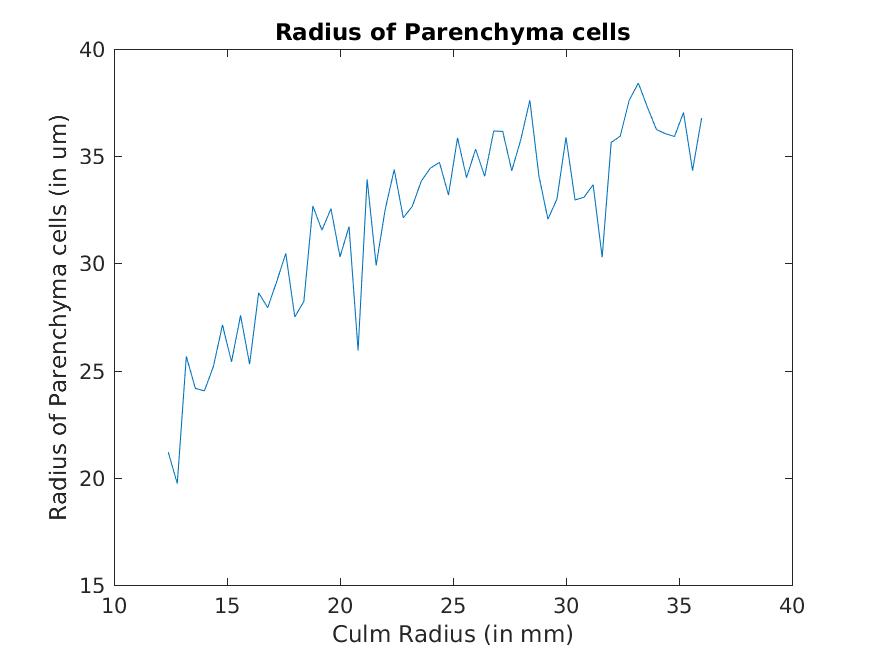 Radius of Parenchyma cells
Radius of Parenchyma cells (in um)
40
35
30
25
20
15
10 15 20 25 30 35 40
Culm Radius (in mm)